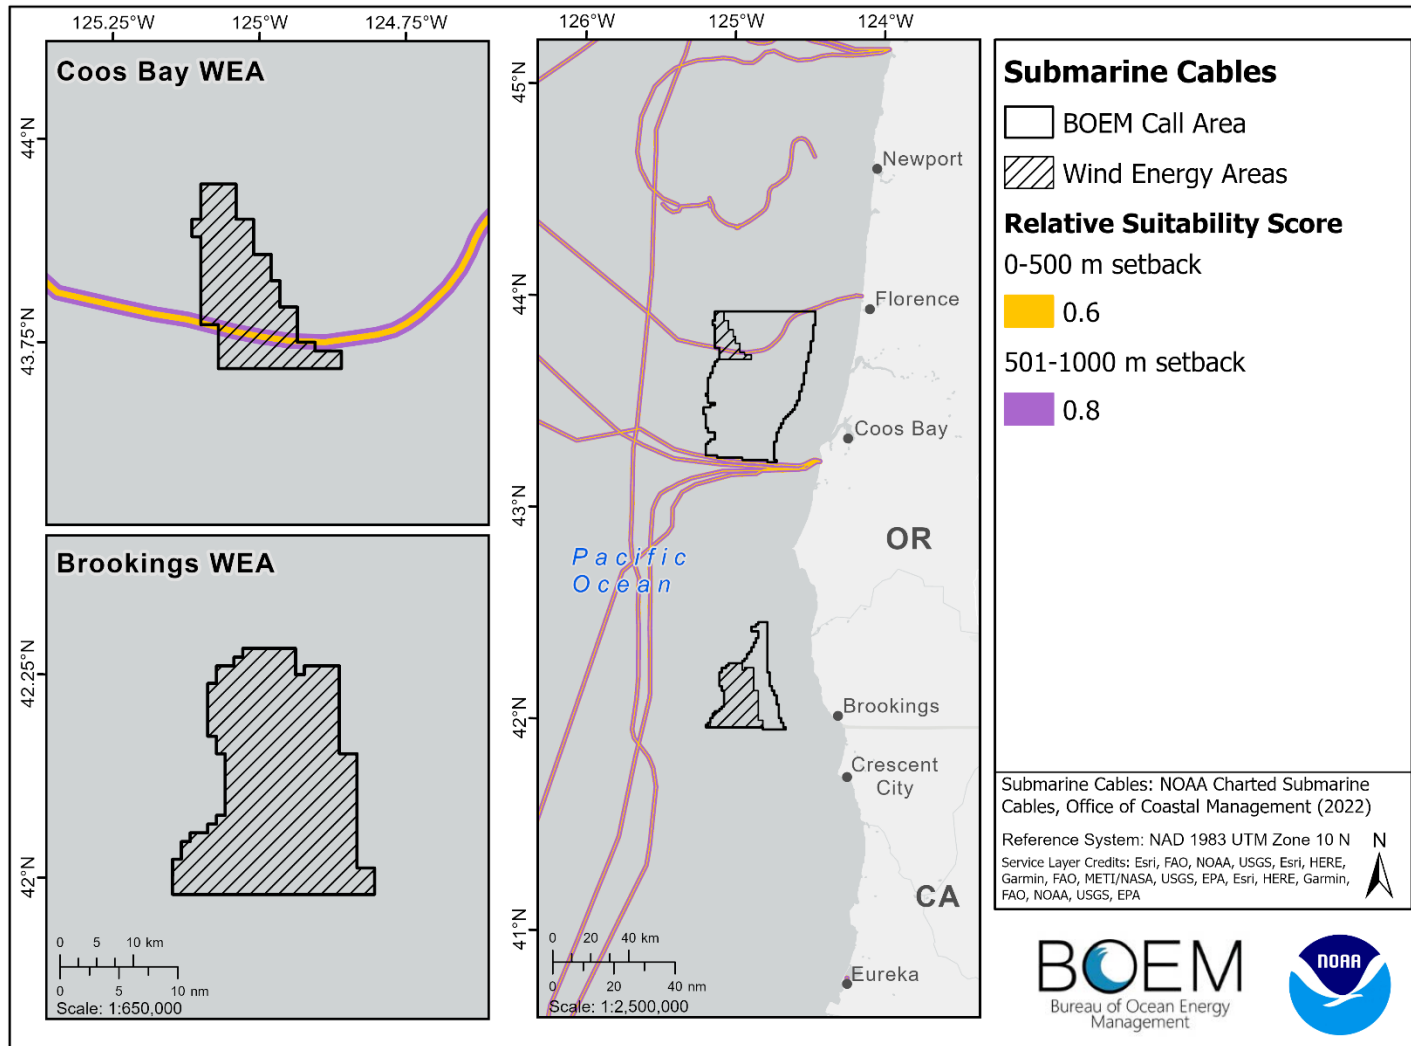 125.25°W 125°W 124.75°W
Coos Bay WEA
44°N
43.75°N
Brookings WEA
42.25°N
42°N
0 5 10 km
0 5 10 nm
Scale: 1:650,000
126°W 125°W 124°W
45°N
44°N
43°N
42°N
41°N
Newport
Florence
Coos Bay
OR
Pacific
Ocean
Brookings
Crescent
City
CA
Eureka
0 20 40 km
0 20 40 nm
Scale: 1:2,500,000
Submarine Cables
BOEM Call Area
Wind Energy Areas
Relative Suitability Score
0-500 m setback
0.6
501-1000 m setback
0.8
Submarine Cables: NOAA Charted Submarine
Cables, Office of Coastal Management (2022)
Reference System: NAD 1983 UTM Zone 10 N
N
Service Layer Credits: Esri, FAO, NOAA, USGS, Esri, HERE,
Garmin, FAO, METI/NASA, USGS, EPA, Esri, HERE, Garmin,
FAO, NOAA, USGS, EPA
BOEM
Bureau of Ocean Energy
Management
NOAA